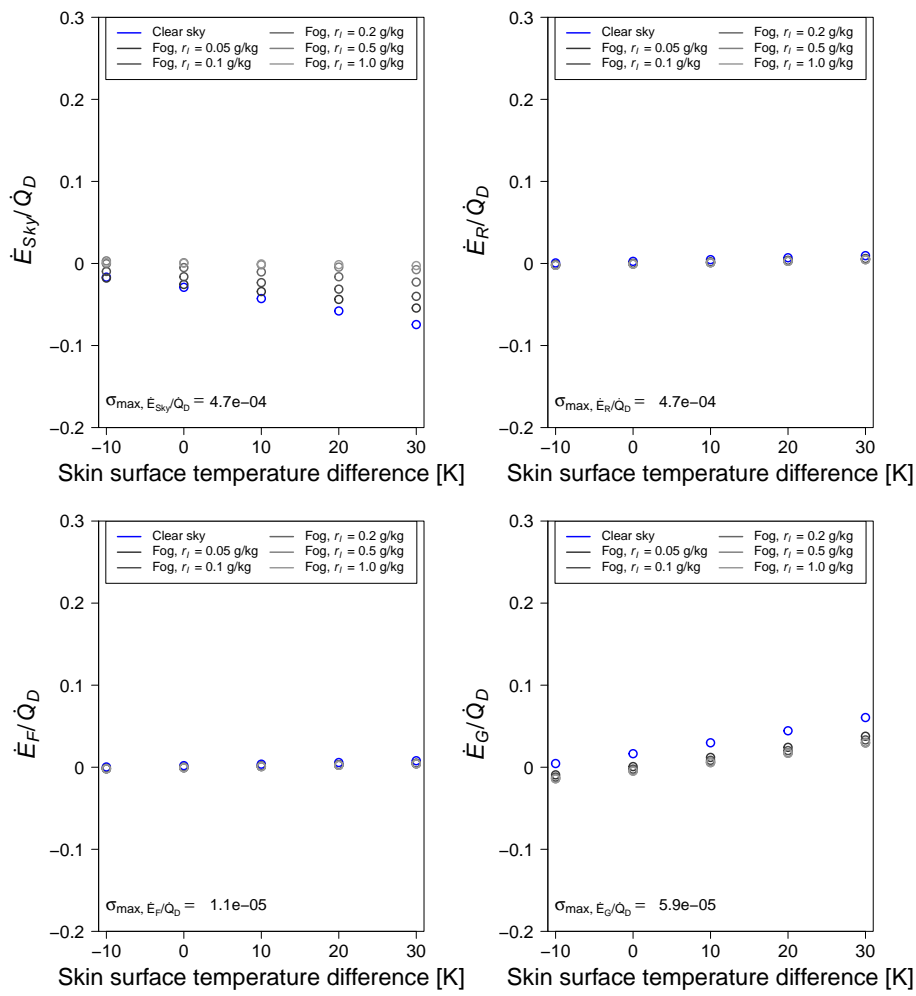 0.3
0.2
0.1
0
−0.1
−0.2
Ė_Sky/Q̇_D
Clear sky
Fog, r_l = 0.05 g/kg
Fog, r_l = 0.1 g/kg
Fog, r_l = 0.2 g/kg
Fog, r_l = 0.5 g/kg
Fog, r_l = 1.0 g/kg
σmax, Ė_Sky/Q̇_D = 4.7e−04
−10 0 10 20 30
Skin surface temperature difference [K]
0.3
0.2
0.1
0
−0.1
−0.2
Ė_R/Q̇_D
Clear sky
Fog, r_l = 0.05 g/kg
Fog, r_l = 0.1 g/kg
Fog, r_l = 0.2 g/kg
Fog, r_l = 0.5 g/kg
Fog, r_l = 1.0 g/kg
σmax, Ė_R/Q̇_D = 4.7e−04
−10 0 10 20 30
Skin surface temperature difference [K]
0.3
0.2
0.1
0
−0.1
−0.2
Ė_F/Q̇_D
Clear sky
Fog, r_l = 0.05 g/kg
Fog, r_l = 0.1 g/kg
Fog, r_l = 0.2 g/kg
Fog, r_l = 0.5 g/kg
Fog, r_l = 1.0 g/kg
σmax, Ė_F/Q̇_D = 1.1e−05
−10 0 10 20 30
Skin surface temperature difference [K]
0.3
0.2
0.1
0
−0.1
−0.2
Ė_G/Q̇_D
Clear sky
Fog, r_l = 0.05 g/kg
Fog, r_l = 0.1 g/kg
Fog, r_l = 0.2 g/kg
Fog, r_l = 0.5 g/kg
Fog, r_l = 1.0 g/kg
σmax, Ė_G/Q̇_D = 5.9e−05
−10 0 10 20 30
Skin surface temperature difference [K]